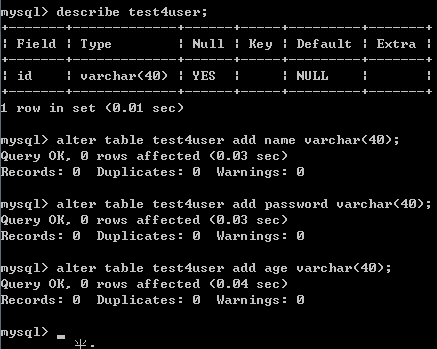 mysql> describe test4user;
+-------+-------------+------+-----+---------+-------+
| Field | Type        | Null | Key | Default | Extra |
+-------+-------------+------+-----+---------+-------+
| id    | varchar(40) | YES  |     | NULL    |       |
+-------+-------------+------+-----+---------+-------+
1 row in set (0.01 sec)
mysql> alter table test4user add name varchar(40);
Query OK, 0 rows affected (0.03 sec)
Records: 0  Duplicates: 0  Warnings: 0
mysql> alter table test4user add password varchar(40);
Query OK, 0 rows affected (0.03 sec)
Records: 0  Duplicates: 0  Warnings: 0
mysql> alter table test4user add age varchar(40);
Query OK, 0 rows affected (0.04 sec)
Records: 0  Duplicates: 0  Warnings: 0
mysql> _